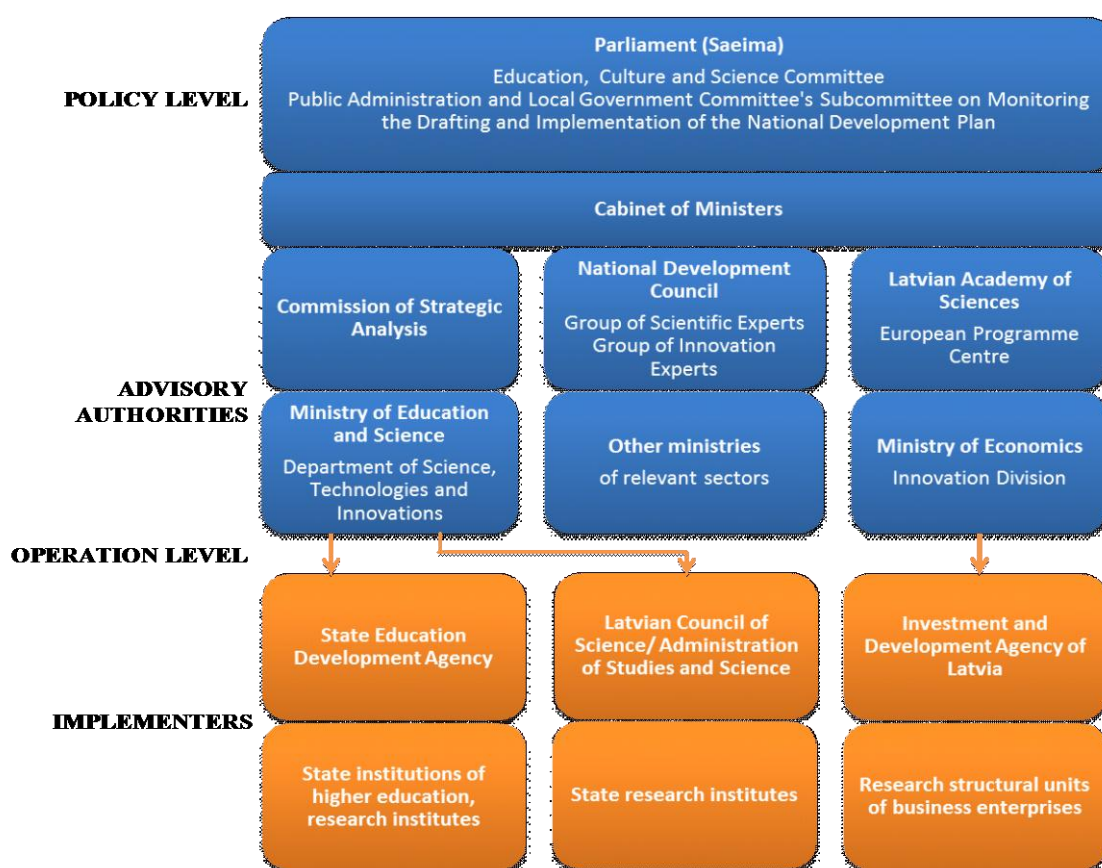 POLICY LEVEL
Parliament (Saeima)
Education, Culture and Science Committee
Public Administration and Local Government Committee's Subcommittee on Monitoring
the Drafting and Implementation of the National Development Plan
Cabinet of Ministers
ADVISORY
AUTHORITIES
Commission of Strategic
Analysis
National Development
Council
Group of Scientific Experts
Group of Innovation
Experts
Latvian Academy of
Sciences
European Programme
Centre
Ministry of Education
and Science
Department of Science,
Technologies and
Innovations
Other ministries
of relevant sectors
Ministry of Economics
Innovation Division
OPERATION LEVEL
State Education
Development Agency
Latvian Council of
Science/ Administration
of Studies and Science
Investment and
Development Agency of
Latvia
IMPLEMENTERS
State institutions of
higher education,
research institutes
State research institutes
Research structural units
of business enterprises